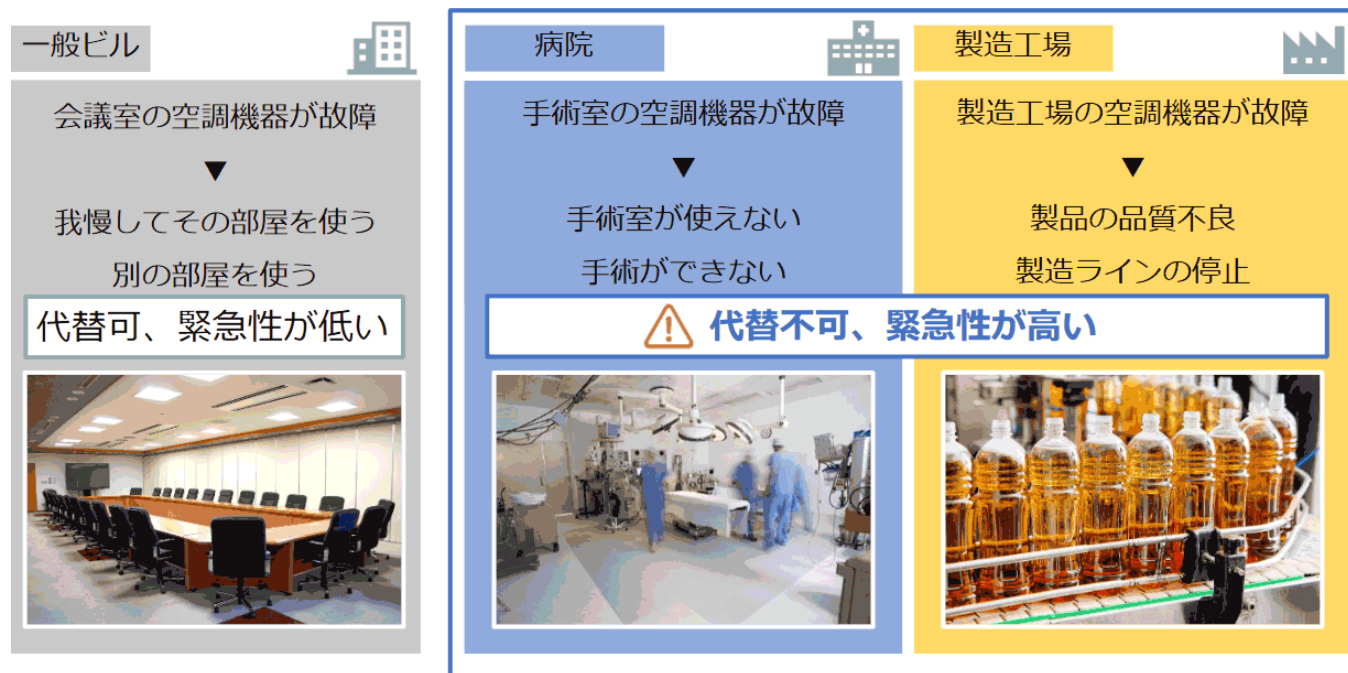 一般ビル
会議室の空調機器が故障
▼
我慢してその部屋を使う
別の部屋を使う
代替可、緊急性が低い
病院
手術室の空調機器が故障
▼
手術室が使えない
手術ができない
製造工場
製造工場の空調機器が故障
▼
製品の品質不良
製造ラインの停止
代替不可、緊急性が高い